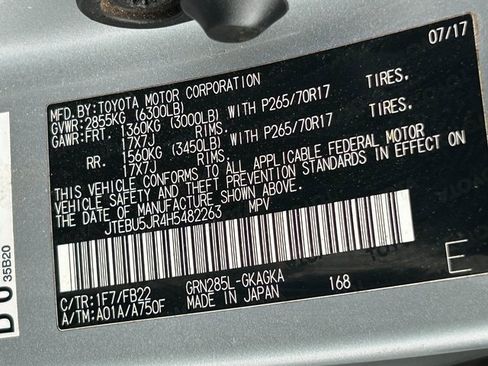 07/17
MFD.BY:TOYOTA MOTOR CORPORATION
GVWR:2855KG (6300LB)
GAWR:FRT. 1360KG (3000LB) WITH P265/70R17 TIRES.
17X7J RIMS.
RR. 1560KG (3450LB) WITH P265/70R17 TIRES.
17X7J RIMS.
THIS VEHICLE CONFORMS TO ALL APPLICABLE FEDERAL MOTOR
VEHICLE SAFETY AND THEFT PREVENTION STANDARDS IN EFFECT ON
THE DATE OF MANUFACTURE SHOWN ABOVE.
JTEBU5JR4H5482263 MPV
C/TR:1F7/FB22 GRN285L-GKAGKA
A/TM:A01A/A750F MADE IN JAPAN 168
E
35B20